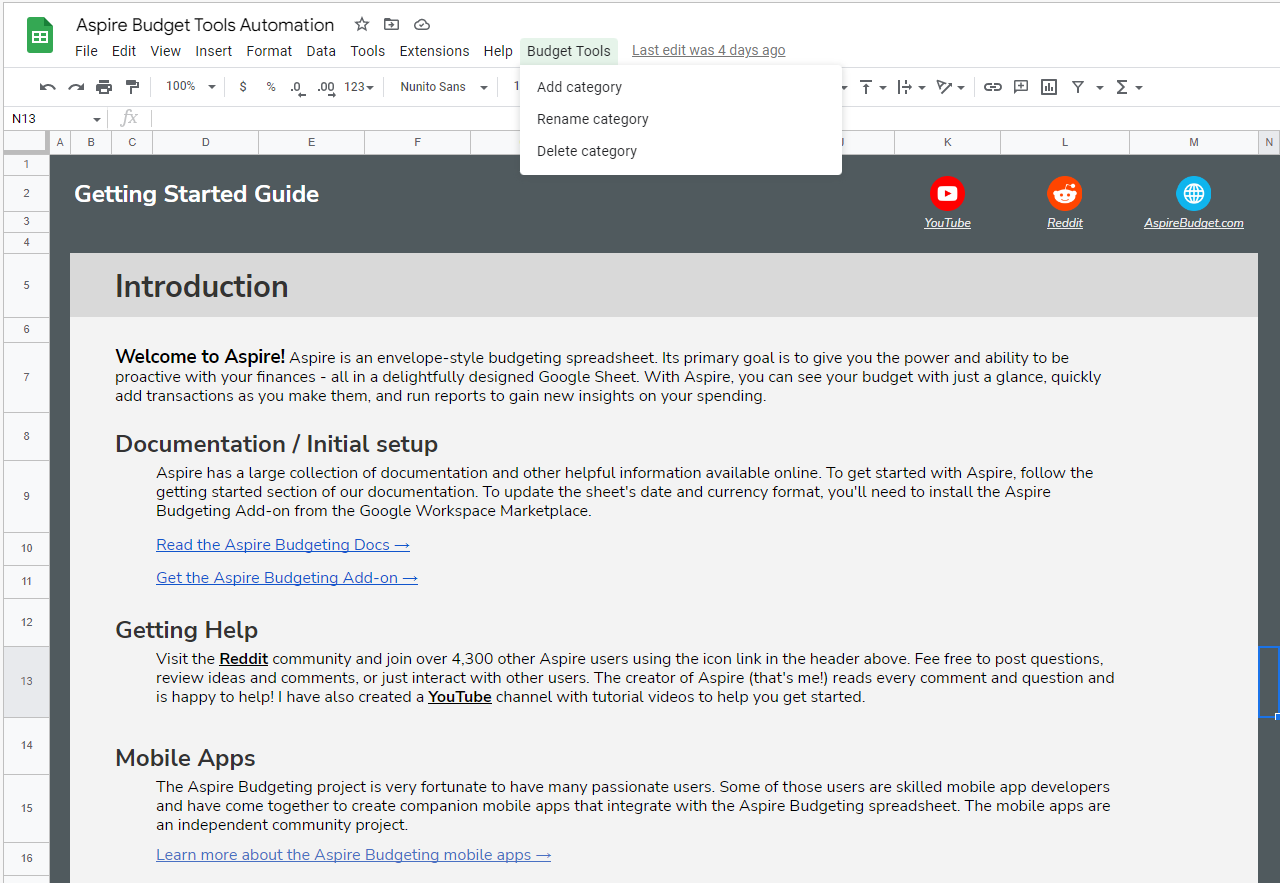 Aspire Budget Tools Automation
File Edit View Insert Format Data Tools Extensions Help Budget Tools Last edit was 4 days ago
100% $ % .0 .00 123 Nunito Sans 1
Add category
Rename category
Delete category
N13 fx
A B C D E F J K L M N
1
2 Getting Started Guide
3 YouTube Reddit AspireBudget.com
4
5 Introduction
6
7
Welcome to Aspire! Aspire is an envelope-style budgeting spreadsheet. Its primary goal is to give you the power and ability to be
proactive with your finances - all in a delightfully designed Google Sheet. With Aspire, you can see your budget with just a glance, quickly
add transactions as you make them, and run reports to gain new insights on your spending.
8 Documentation / Initial setup
9
Aspire has a large collection of documentation and other helpful information available online. To get started with Aspire, follow the
getting started section of our documentation. To update the sheet's date and currency format, you'll need to install the Aspire
Budgeting Add-on from the Google Workspace Marketplace.
10 Read the Aspire Budgeting Docs →
11 Get the Aspire Budgeting Add-on →
12 Getting Help
13
Visit the Reddit community and join over 4,300 other Aspire users using the icon link in the header above. Fee free to post questions,
review ideas and comments, or just interact with other users. The creator of Aspire (that's me!) reads every comment and question and
is happy to help! I have also created a YouTube channel with tutorial videos to help you get started.
14 Mobile Apps
15
The Aspire Budgeting project is very fortunate to have many passionate users. Some of those users are skilled mobile app developers
and have come together to create companion mobile apps that integrate with the Aspire Budgeting spreadsheet. The mobile apps are
an independent community project.
16 Learn more about the Aspire Budgeting mobile apps →